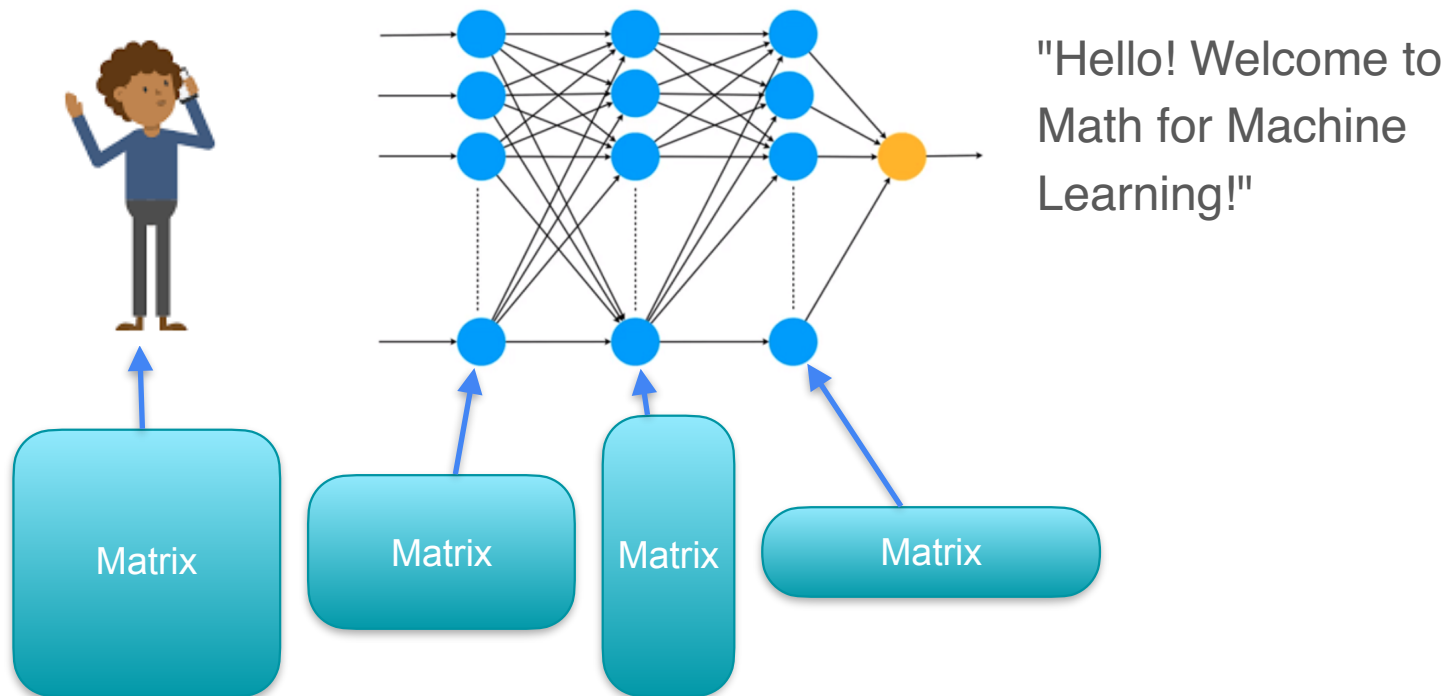 "Hello! Welcome to
Math for Machine
Learning!"
Matrix
Matrix
Matrix
Matrix